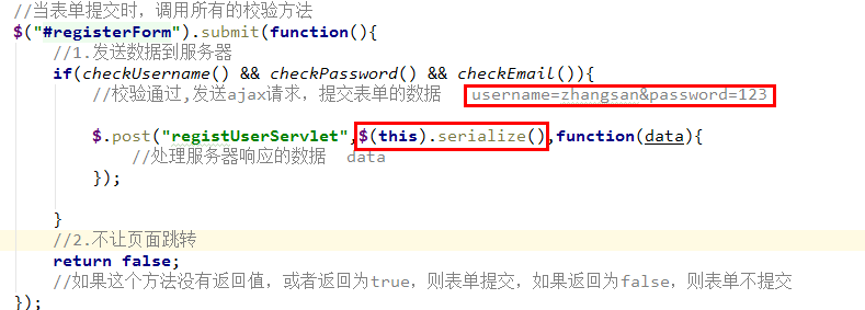 //当表单提交时，调用所有的校验方法
$("#registerForm").submit(function(){
//1.发送数据到服务器
if(checkUsername() && checkPassword() && checkEmail()){
//校验通过,发送ajax请求，提交表单的数据 username=zhangsan&password=123
$.post("registUserServlet",$(this).serialize(),function(data){
//处理服务器响应的数据 data
});
}
//2.不让页面跳转
return false;
//如果这个方法没有返回值，或者返回为true，则表单提交，如果返回为false，则表单不提交
});